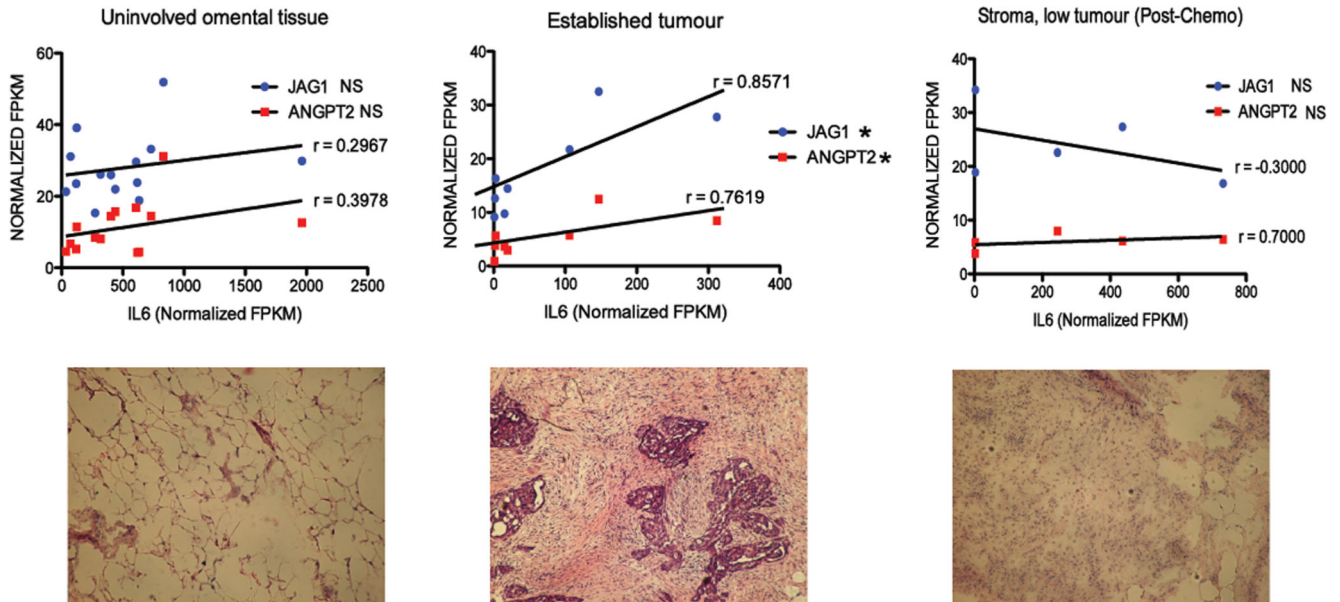 Uninvolved omental tissue
NORMALIZED FPKM
60
40
20
0
JAG1 NS
ANGPT2 NS
r = 0.2967
r = 0.3978
0 500 1000 1500 2000 2500
IL6 (Normalized FPKM)
Established tumour
NORMALIZED FPKM
40
30
20
10
0
r = 0.8571
JAG1 *
ANGPT2 *
r = 0.7619
0 100 200 300 400
IL6 (Normalized FPKM)
Stroma, low tumour (Post-Chemo)
NORMALIZED FPKM
40
30
20
10
0
JAG1 NS
ANGPT2 NS
r = -0.3000
r = 0.7000
0 200 400 600 800
IL6 (Normalized FPKM)